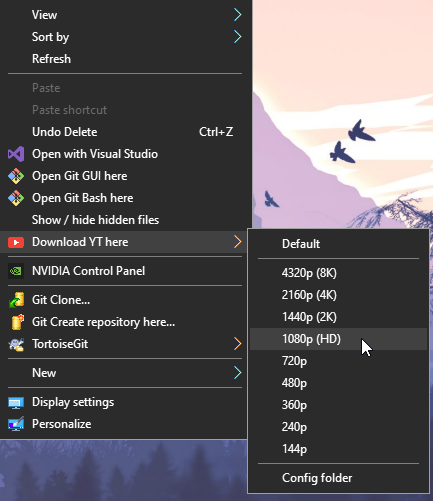 View
Sort by
Refresh
Paste
Paste shortcut
Undo Delete Ctrl+Z
Open with Visual Studio
Open Git GUI here
Open Git Bash here
Show / hide hidden files
Download YT here
NVIDIA Control Panel
Git Clone...
Git Create repository here...
TortoiseGit
New
Display settings
Personalize
Default
4320p (8K)
2160p (4K)
1440p (2K)
1080p (HD)
720p
480p
360p
240p
144p
Config folder